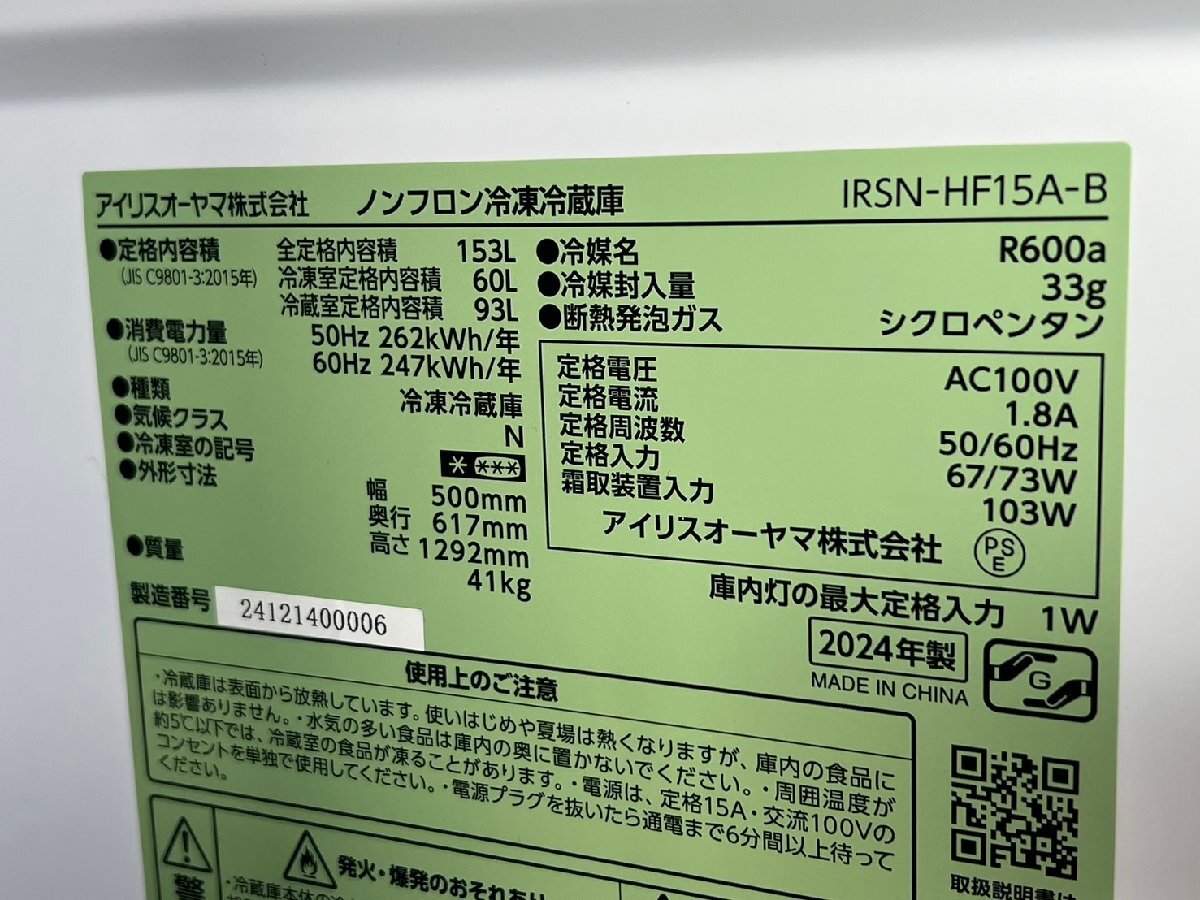 アイリスオーヤマ株式会社 ノンフロン冷凍冷蔵庫 IRSN-HF15A-B
●定格内容積 全定格内容積 153L
(JIS C9801-3:2015年) 冷凍室定格内容積 60L
冷蔵室定格内容積 93L
●消費電力量 50Hz 262kWh/年
(JIS C9801-3:2015年) 60Hz 247kWh/年
●種類 冷凍冷蔵庫
●気候クラス N
●冷凍室の記号 * ***
●外形寸法 幅 500mm
奥行 617mm
高さ 1292mm
●質量 41kg
製造番号 24121400006
●冷媒名 R600a
●冷媒封入量 33g
●断熱発泡ガス シクロペンタン
定格電圧 AC100V
定格電流 1.8A
定格周波数 50/60Hz
定格入力 67/73W
霜取装置入力 103W
アイリスオーヤマ株式会社 PSE
庫内灯の最大定格入力 1W
2024年製
MADE IN CHINA
G
使用上のご注意
・冷蔵庫は表面から放熱しています。使いはじめや夏場は熱くなりますが、庫内の食品に
は影響ありません。・水気の多い食品は庫内の奥に置かないでください。・周囲温度が
約5℃以下では、冷蔵室の食品が凍ることがあります。・電源は、定格15A・交流100Vの
コンセントを単独で使用してください。・電源プラグを抜いたら通電まで6分間以上待って
ください。
警
発火・爆発のおそれあり
・冷蔵庫本体の
取扱説明書は